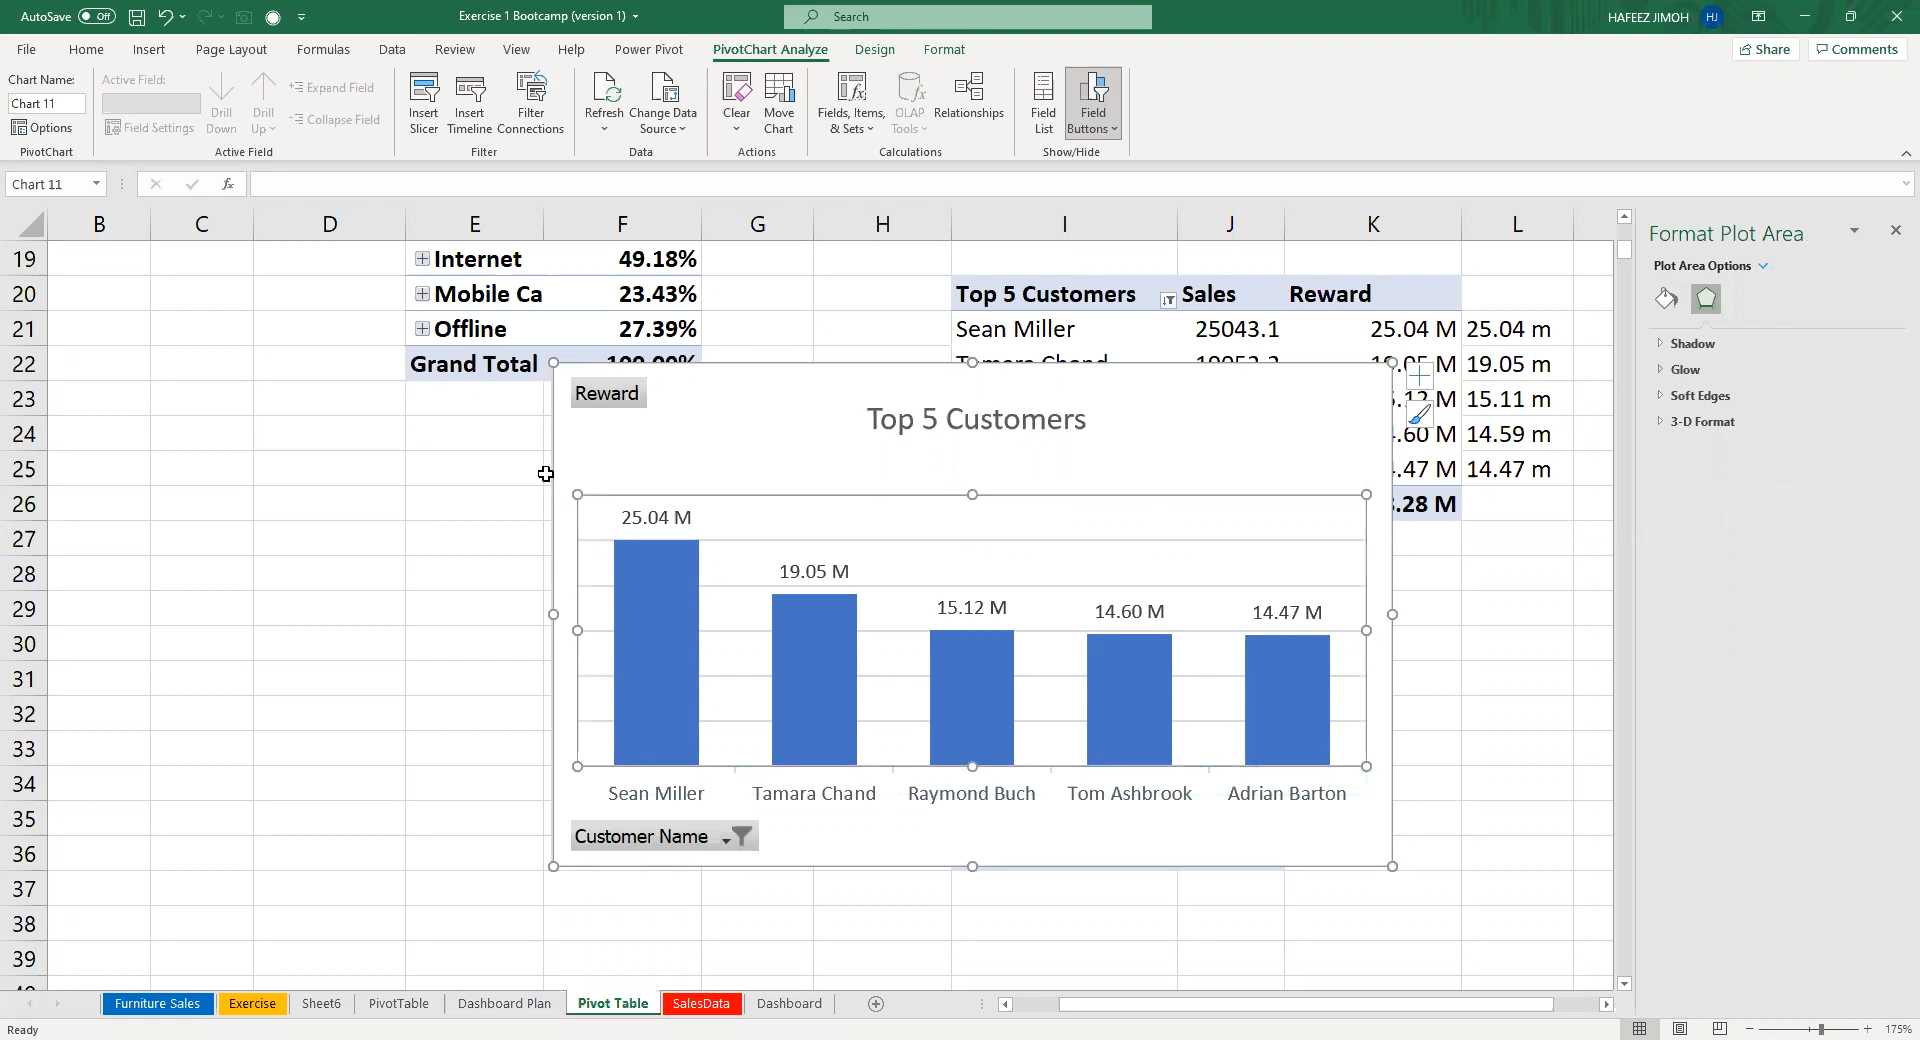 AutoSave Off Exercise 1 Bootcamp (version 1) Search HAFEEZ JIMOH HJ
File Home Insert Page Layout Formulas Data Review View Help Power Pivot PivotChart Analyze Design Format Share Comments
Chart Name:
Chart 11
Options
PivotChart
Active Field:
Field Settings
Drill Down
Drill Up
Expand Field
Collapse Field
Active Field
Insert Slicer
Insert Timeline
Filter Connections
Filter
Refresh
Change Data Source
Data
Clear
Move Chart
Actions
Fields, Items, & Sets
OLAP Tools
Relationships
Calculations
Field List
Field Buttons
Show/Hide
Chart 11 fx
B C D E F G H I J K L
19 Internet 49.18%
20 Mobile Ca 23.43% Top 5 Customers Sales Reward
21 Offline 27.39% Sean Miller 25043.1 25.04 M 25.04 m
22 Grand Total 19.05 m
23 15.11 m
24 .60 M 14.59 m
25 .47 M 14.47 m
26 .28 M
27
28
29
30
31
32
33
34
35
36
37
38
39
Reward
Top 5 Customers
25.04 M
19.05 M
15.12 M
14.60 M
14.47 M
Sean Miller Tamara Chand Raymond Buch Tom Ashbrook Adrian Barton
Customer Name
Format Plot Area
Plot Area Options
Shadow
Glow
Soft Edges
3-D Format
Furniture Sales Exercise Sheet6 PivotTable Dashboard Plan Pivot Table SalesData Dashboard
Ready 175%